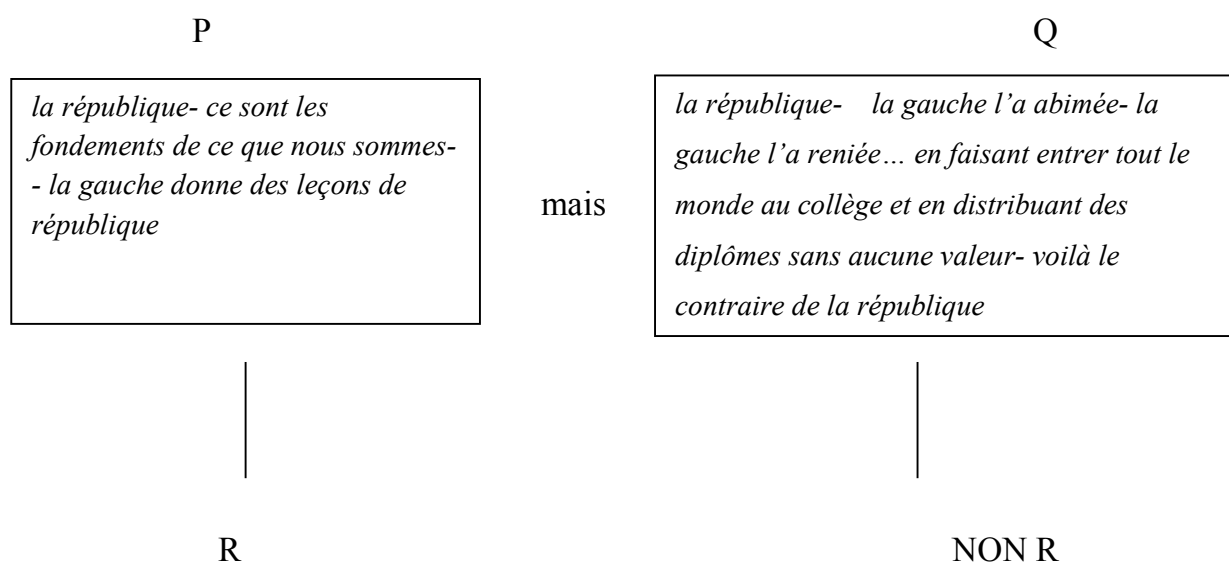 P
Q
la république- ce sont les
fondements de ce que nous sommes-
- la gauche donne des leçons de
république
mais
la république- la gauche l’a abimée- la
gauche l’a reniée… en faisant entrer tout le
monde au collège et en distribuant des
diplômes sans aucune valeur- voilà le
contraire de la république
R
NON R